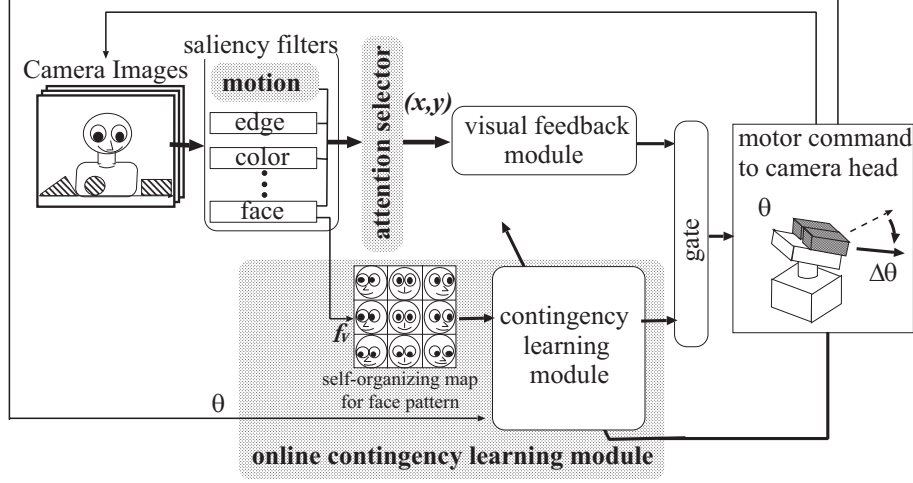 saliency filters
Camera Images
motion
edge
color
face
attention selector
(x,y)
visual feedback
module
gate
motor command
to camera head
θ
Δθ
fv
self-organizing map
for face pattern
contingency
learning
module
θ
online contingency learning module